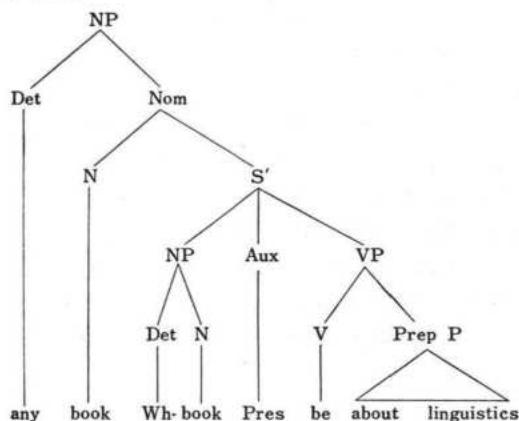 NP
Det Nom
N S′
NP Aux VP
Det N V Prep P
any book Wh- book Pres be about linguistics